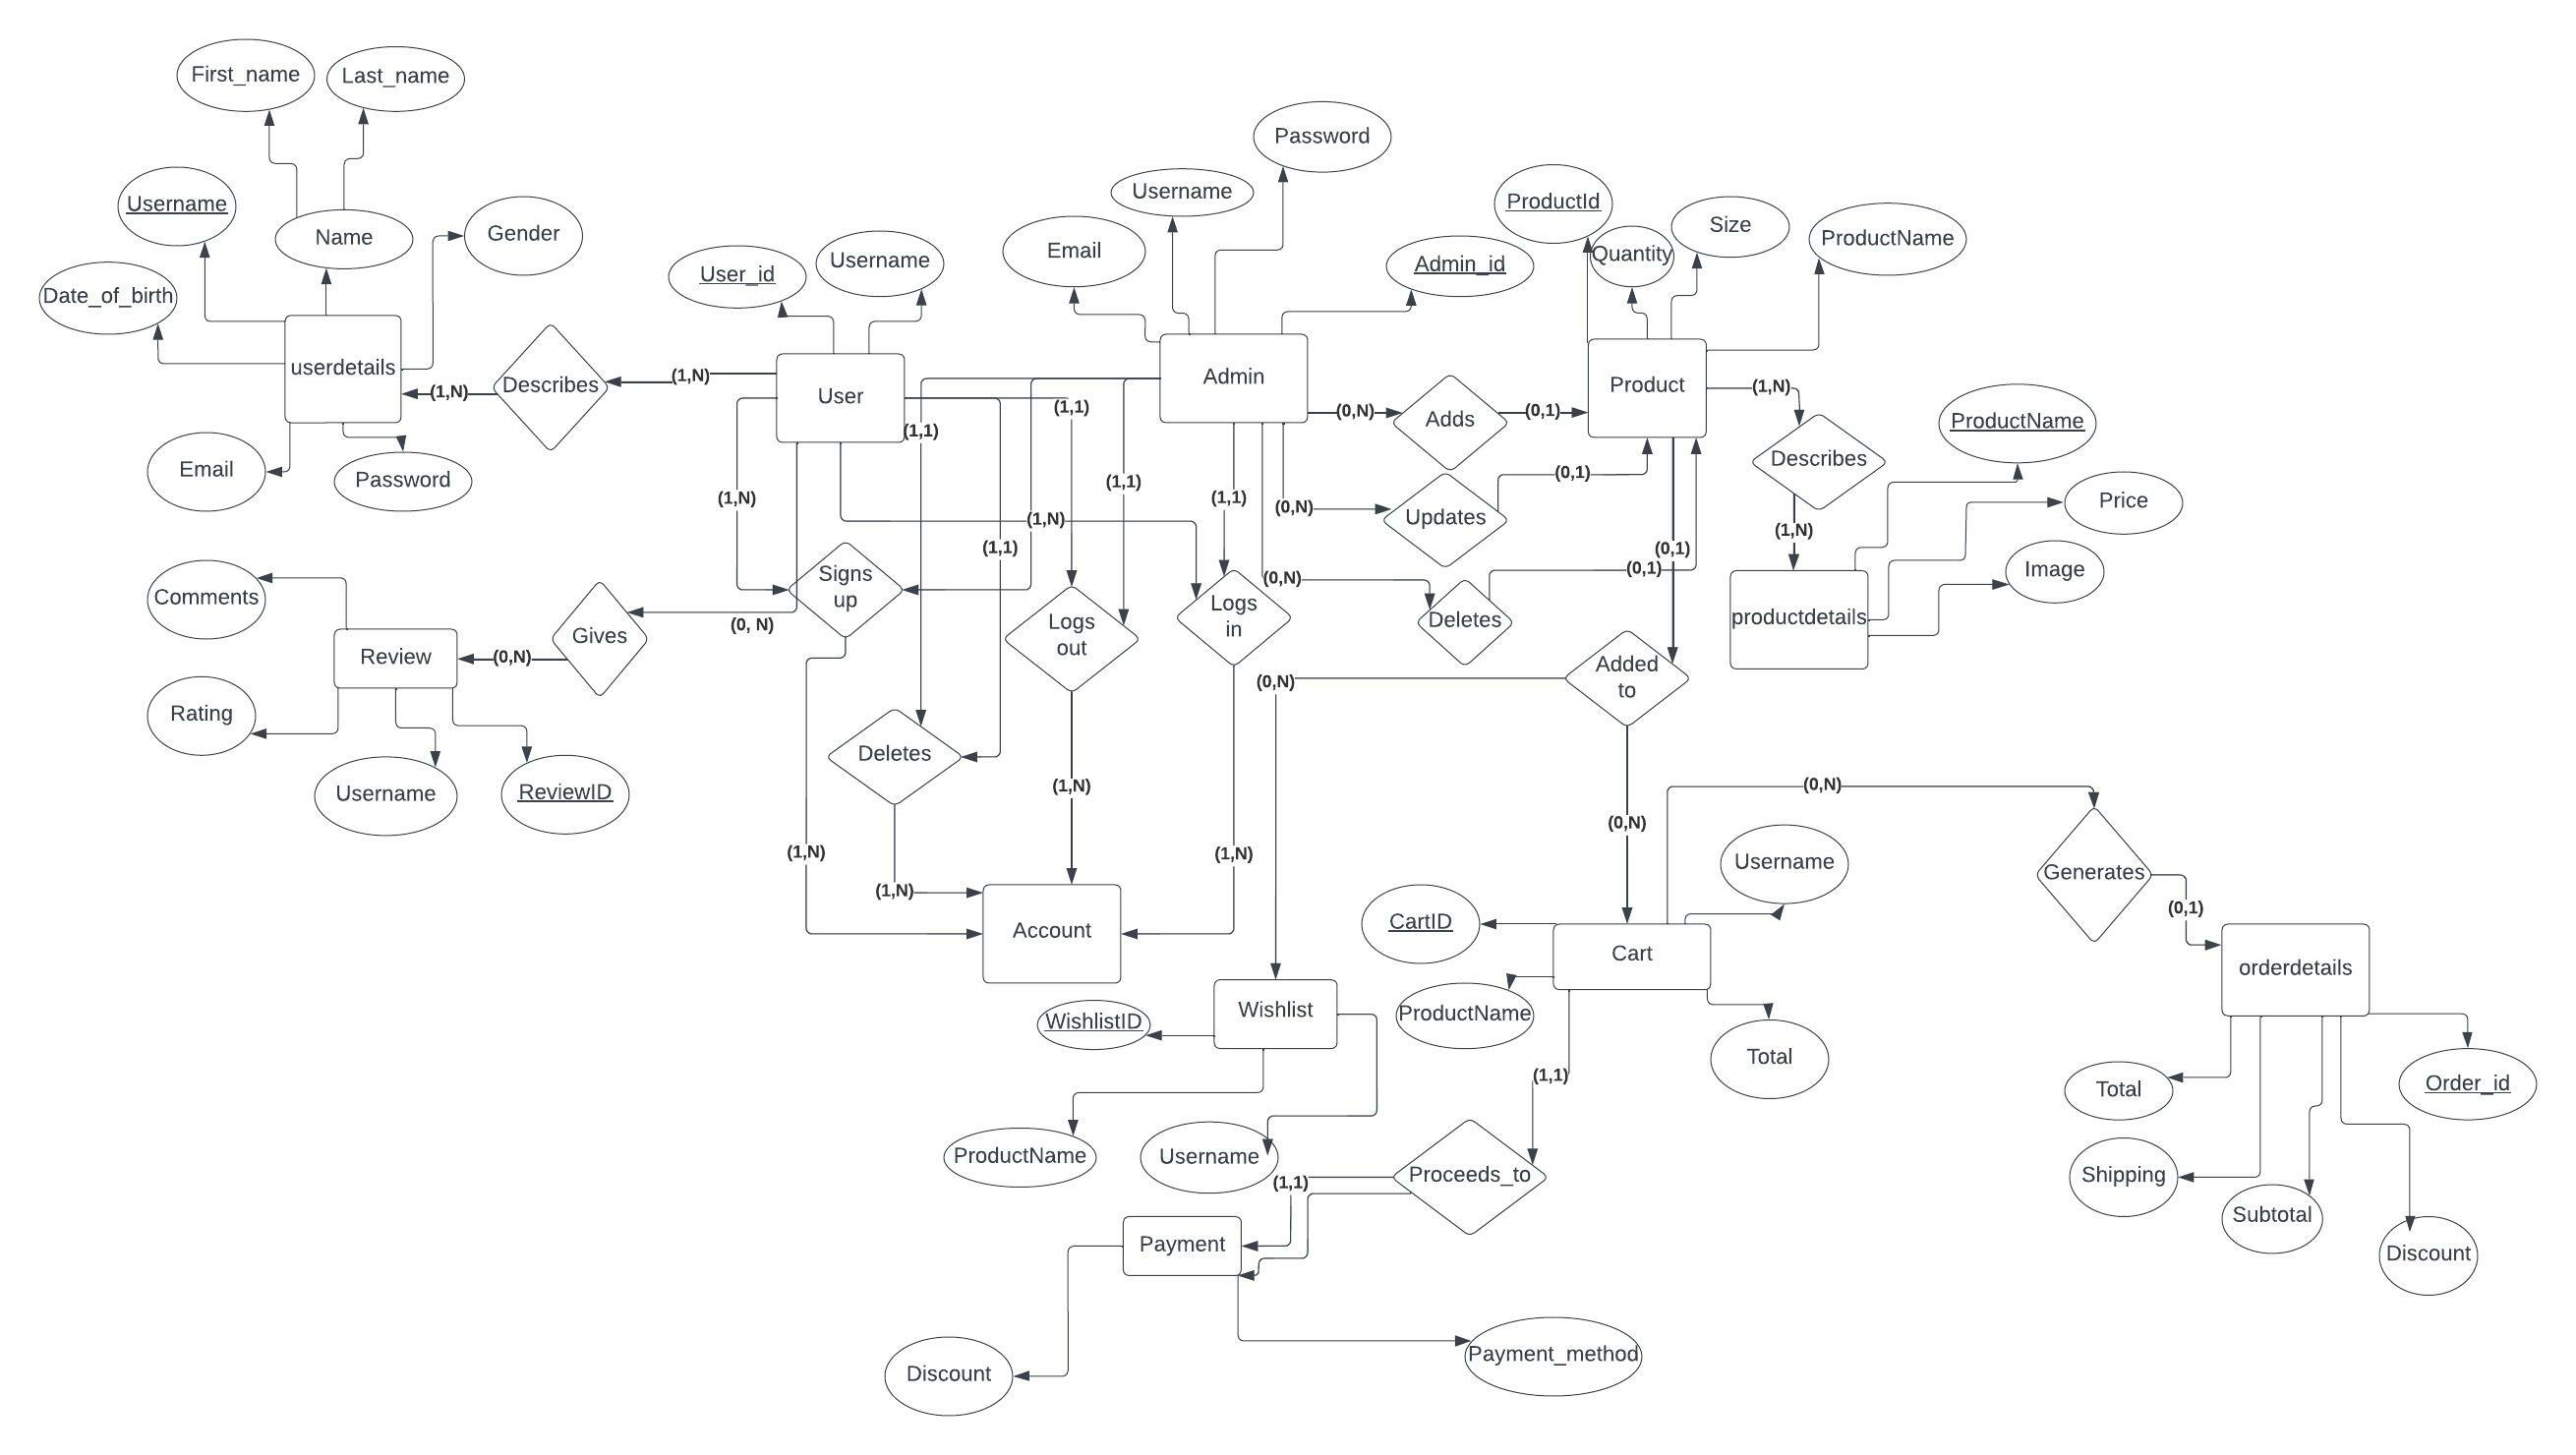 First_name
Last_name
Password
Username
Username
ProductId
Size
Name
Gender
Email
Quantity
ProductName
User_id
Username
Admin_id
Date_of_birth
userdetails
Describes
(1,N)
(1,N)
User
Admin
Product
(1,N)
(1,1)
(0,N)
Adds
(0,1)
ProductName
(1,1)
Describes
Email
Password
(0,1)
(1,N)
(1,1)
(1,1)
(0,N)
Updates
Price
(1,N)
(1,N)
(1,1)
(0,1)
Comments
Signs
up
(0,N)
(0,1)
Image
Logs
in
Deletes
productdetails
Gives
(0, N)
Logs
out
Review
(0,N)
Added
to
(0,N)
Rating
Deletes
Username
ReviewID
(1,N)
(0,N)
(0,N)
(1,N)
(1,N)
Username
Generates
(1,N)
(0,1)
Account
CartID
Cart
orderdetails
WishlistID
Wishlist
ProductName
Total
(1,1)
Total
Order_id
ProductName
Username
Proceeds_to
(1,1)
Shipping
Subtotal
Payment
Discount
Discount
Payment_method